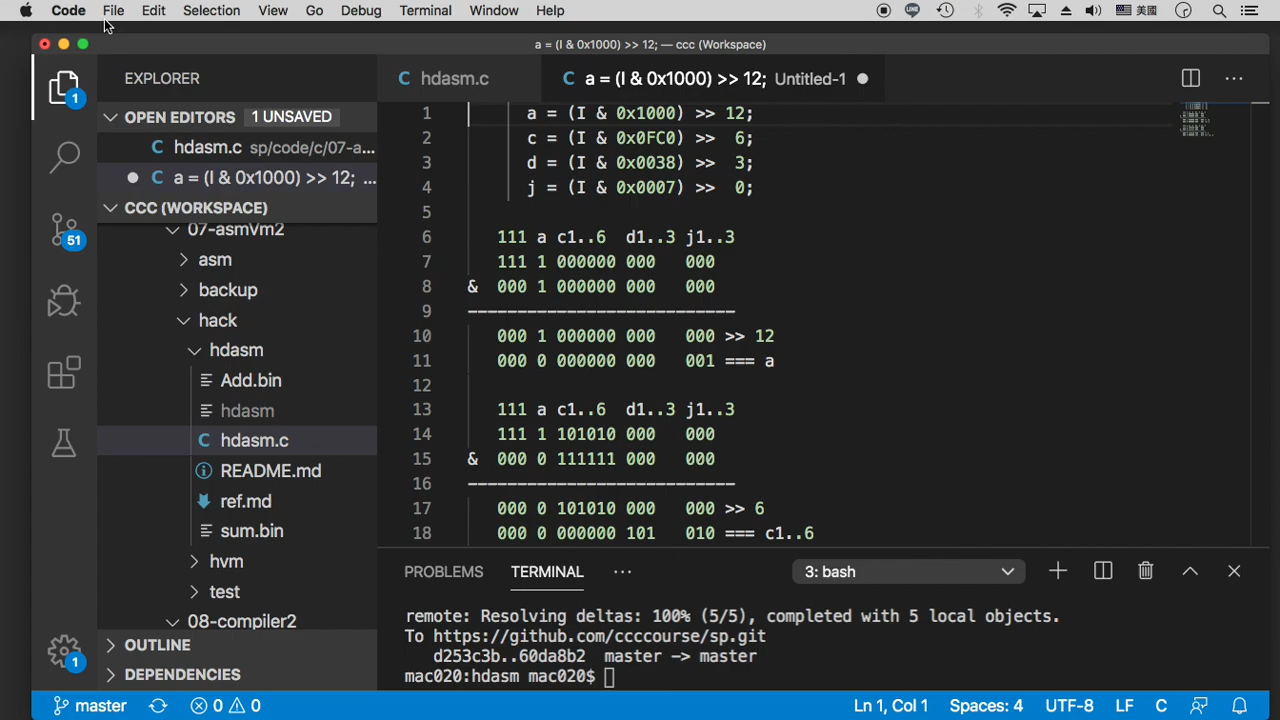 Code File Edit Selection View Go Debug Terminal Window Help 美國
a = (I & 0x1000) >> 12; — ccc (Workspace)
EXPLORER
hdasm.c
a = (I & 0x1000) >> 12; Untitled-1
OPEN EDITORS 1 UNSAVED
hdasm.c sp/code/c/07-a...
a = (I & 0x1000) >> 12; ...
CCC (WORKSPACE)
07-asmVm2
asm
backup
hack
hdasm
Add.bin
hdasm
hdasm.c
README.md
ref.md
sum.bin
hvm
test
08-compiler2
OUTLINE
DEPENDENCIES
1
51
1
1 a = (I & 0x1000) >> 12;
2 c = (I & 0x0FC0) >> 6;
3 d = (I & 0x0038) >> 3;
4 j = (I & 0x0007) >> 0;
5
6 111 a c1..6 d1..3 j1..3
7 111 1 000000 000 000
8 & 000 1 000000 000 000
9 ---------------------------
10 000 1 000000 000 000 >> 12
11 000 0 000000 000 001 === a
12
13 111 a c1..6 d1..3 j1..3
14 111 1 101010 000 000
15 & 000 0 111111 000 000
16 ---------------------------
17 000 0 101010 000 000 >> 6
18 000 0 000000 101 010 === c1..6
PROBLEMS TERMINAL ... 3: bash
remote: Resolving deltas: 100% (5/5), completed with 5 local objects.
To https://github.com/ccccourse/sp.git
d253c3b..60da8b2 master -> master
mac020:hdasm mac020$
master 0 0 Ln 1, Col 1 Spaces: 4 UTF-8 LF C